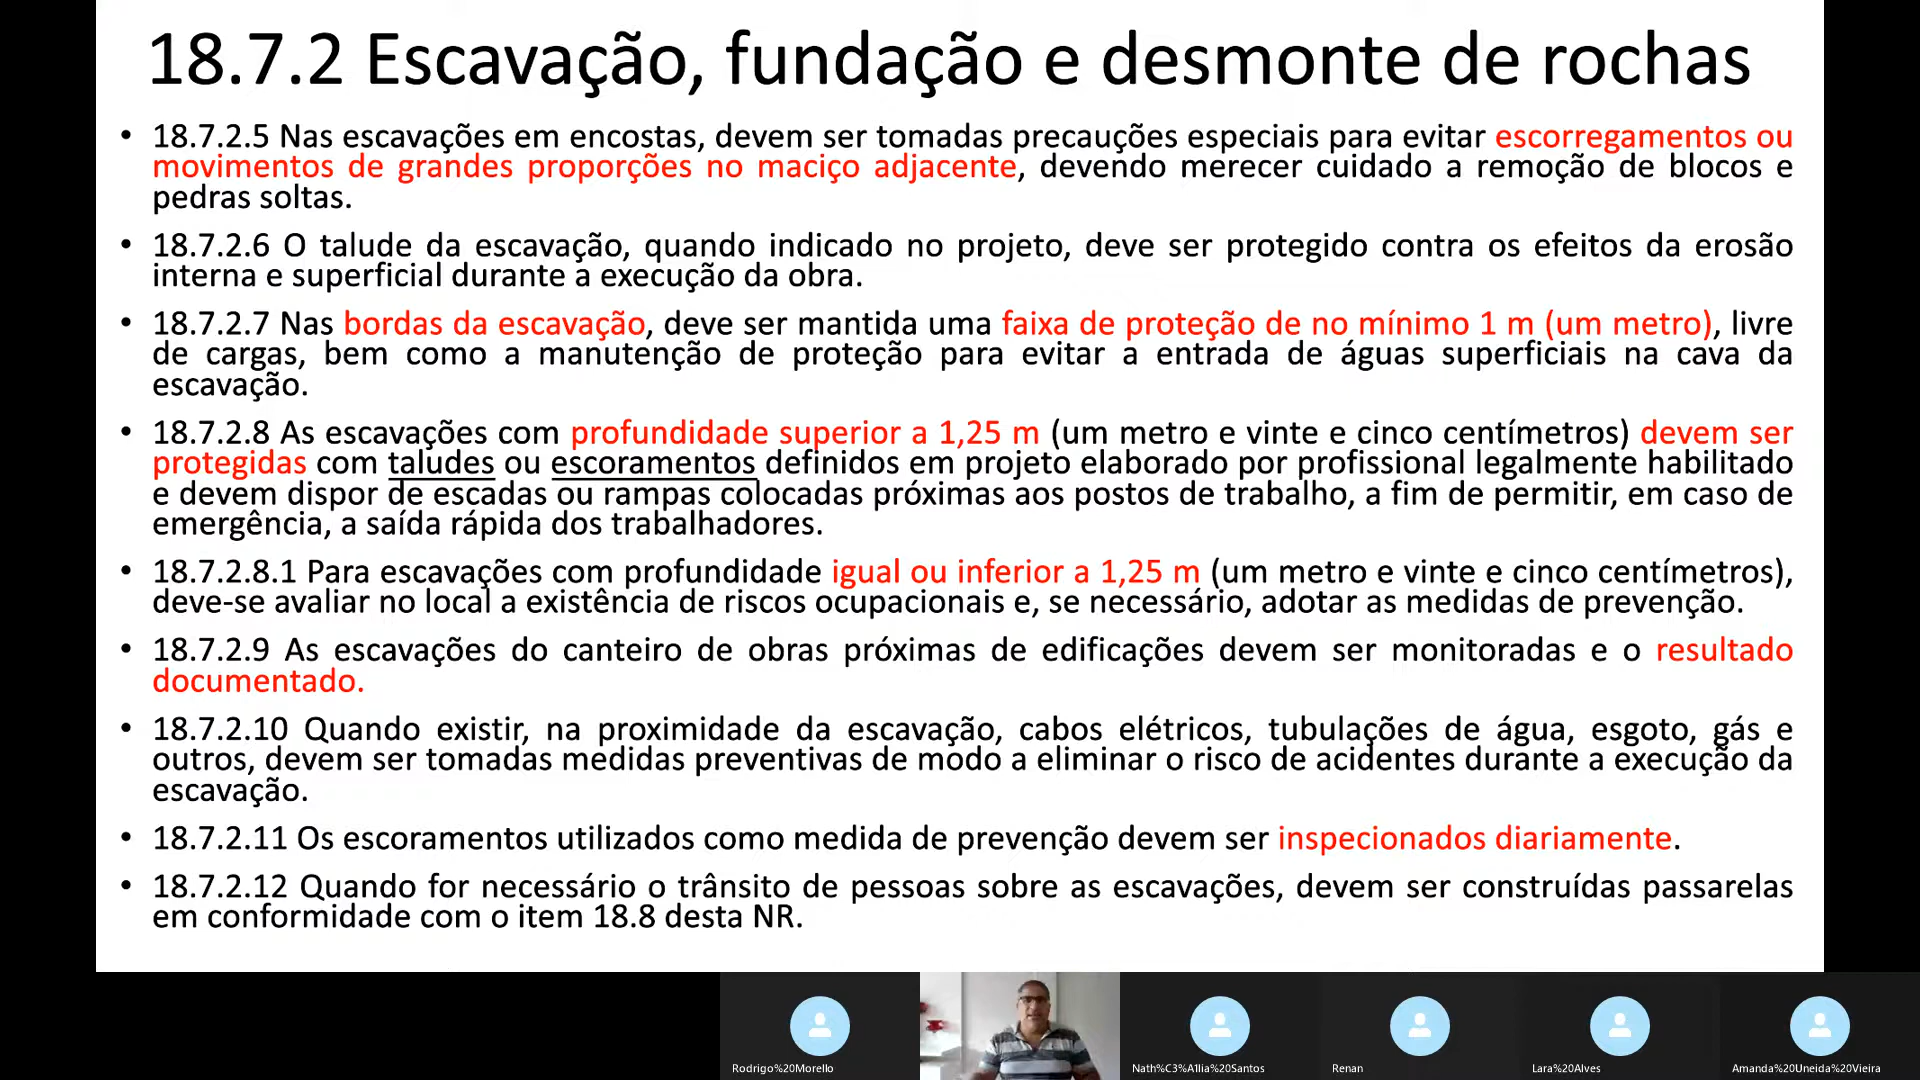 18.7.2 Escavação, fundação e desmonte de rochas
• 18.7.2.5 Nas escavações em encostas, devem ser tomadas precauções especiais para evitar escorregamentos ou
movimentos de grandes proporções no maciço adjacente, devendo merecer cuidado a remoção de blocos e
pedras soltas.
• 18.7.2.6 O talude da escavação, quando indicado no projeto, deve ser protegido contra os efeitos da erosão
interna e superficial durante a execução da obra.
• 18.7.2.7 Nas bordas da escavação, deve ser mantida uma faixa de proteção de no mínimo 1 m (um metro), livre
de cargas, bem como a manutenção de proteção para evitar a entrada de águas superficiais na cava da
escavação.
• 18.7.2.8 As escavações com profundidade superior a 1,25 m (um metro e vinte e cinco centímetros) devem ser
protegidas com taludes ou escoramentos definidos em projeto elaborado por profissional legalmente habilitado
e devem dispor de escadas ou rampas colocadas próximas aos postos de trabalho, a fim de permitir, em caso de
emergência, a saída rápida dos trabalhadores.
• 18.7.2.8.1 Para escavações com profundidade igual ou inferior a 1,25 m (um metro e vinte e cinco centímetros),
deve-se avaliar no local a existência de riscos ocupacionais e, se necessário, adotar as medidas de prevenção.
• 18.7.2.9 As escavações do canteiro de obras próximas de edificações devem ser monitoradas e o resultado
documentado.
• 18.7.2.10 Quando existir, na proximidade da escavação, cabos elétricos, tubulações de água, esgoto, gás e
outros, devem ser tomadas medidas preventivas de modo a eliminar o risco de acidentes durante a execução da
escavação.
• 18.7.2.11 Os escoramentos utilizados como medida de prevenção devem ser inspecionados diariamente.
• 18.7.2.12 Quando for necessário o trânsito de pessoas sobre as escavações, devem ser construídas passarelas
em conformidade com o item 18.8 desta NR.
Rodrigo%20Morello
Nath%C3%A1lia%20Santos
Renan
Lara%20Alves
Amanda%20Uneida%20Vieira